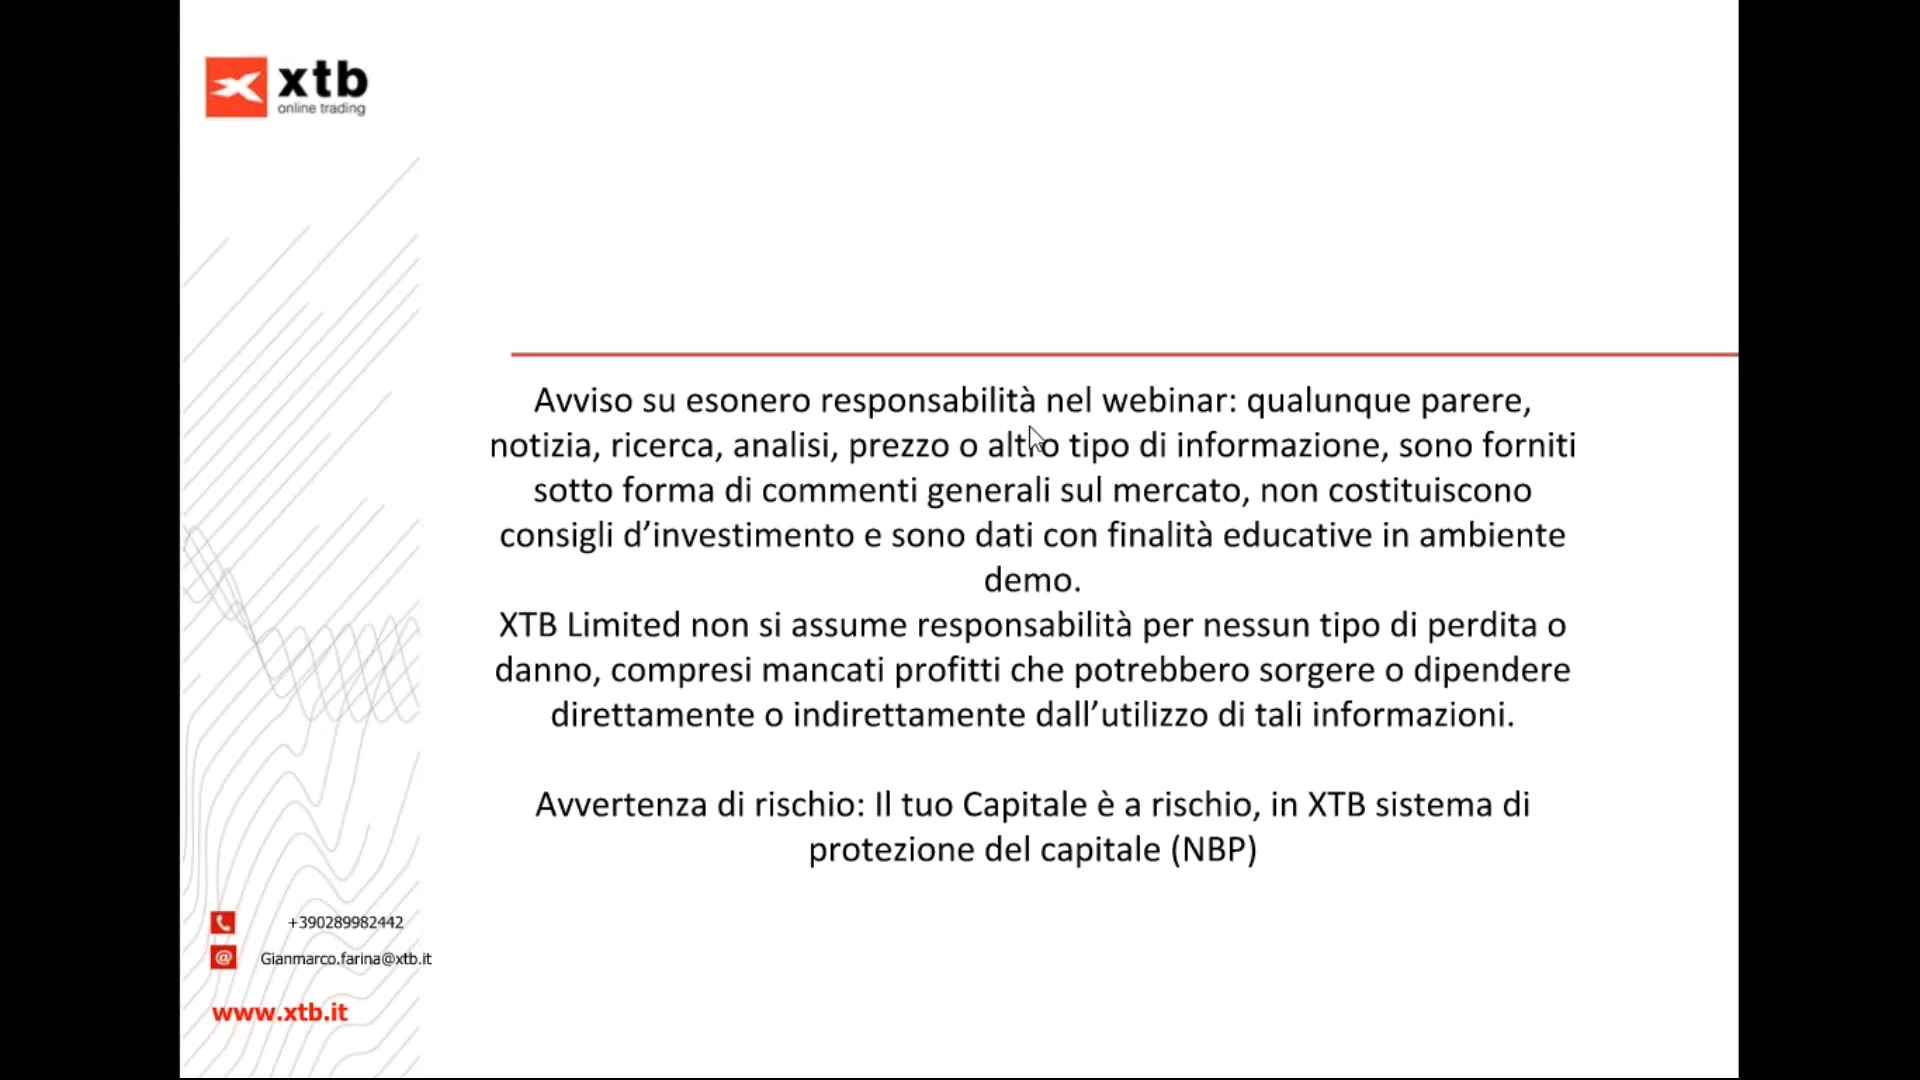 xtb
online trading
Avviso su esonero responsabilità nel webinar: qualunque parere,
notizia, ricerca, analisi, prezzo o altro tipo di informazione, sono forniti
sotto forma di commenti generali sul mercato, non costituiscono
consigli d’investimento e sono dati con finalità educative in ambiente
demo.
XTB Limited non si assume responsabilità per nessun tipo di perdita o
danno, compresi mancati profitti che potrebbero sorgere o dipendere
direttamente o indirettamente dall’utilizzo di tali informazioni.
Avvertenza di rischio: Il tuo Capitale è a rischio, in XTB sistema di
protezione del capitale (NBP)
+390289982442
@ Gianmarco.farina@xtb.it
www.xtb.it